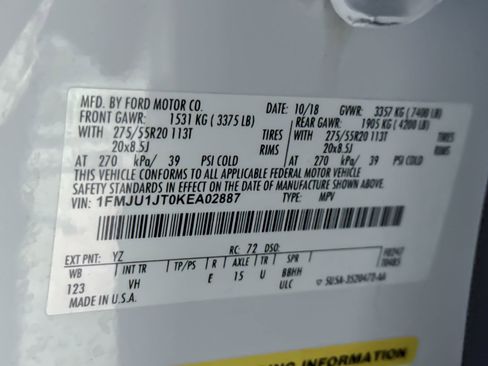 MFD. BY FORD MOTOR CO. DATE: 10/18 GVWR: 3357 KG ( 7400 LB)
FRONT GAWR: 1531 KG ( 3375 LB) REAR GAWR: 1905 KG ( 4200 LB)
WITH 275/55R20 113T TIRES WITH 275/55R20 113T
20x8.5J RIMS 20x8.5J
AT 270 kPa/ 39 PSI COLD AT 270 kPa/ 39 PSI COLD
THIS VEHICLE CONFORMS TO ALL APPLICABLE FEDERAL MOTOR VEHICLE
SAFETY STANDARDS IN EFFECT ON THE DATE OF MANUFACTURE SHOWN ABOVE.
VIN: 1FMJU1JT0KEA02887 TYPE: MPV
EXT PNT: YZ RC: 72 DSO:
WB INT TR TP/PS R AXLE TR SPR
123 VH E 15 U BBHH
MADE IN U.S.A. ULC
INFORMATION